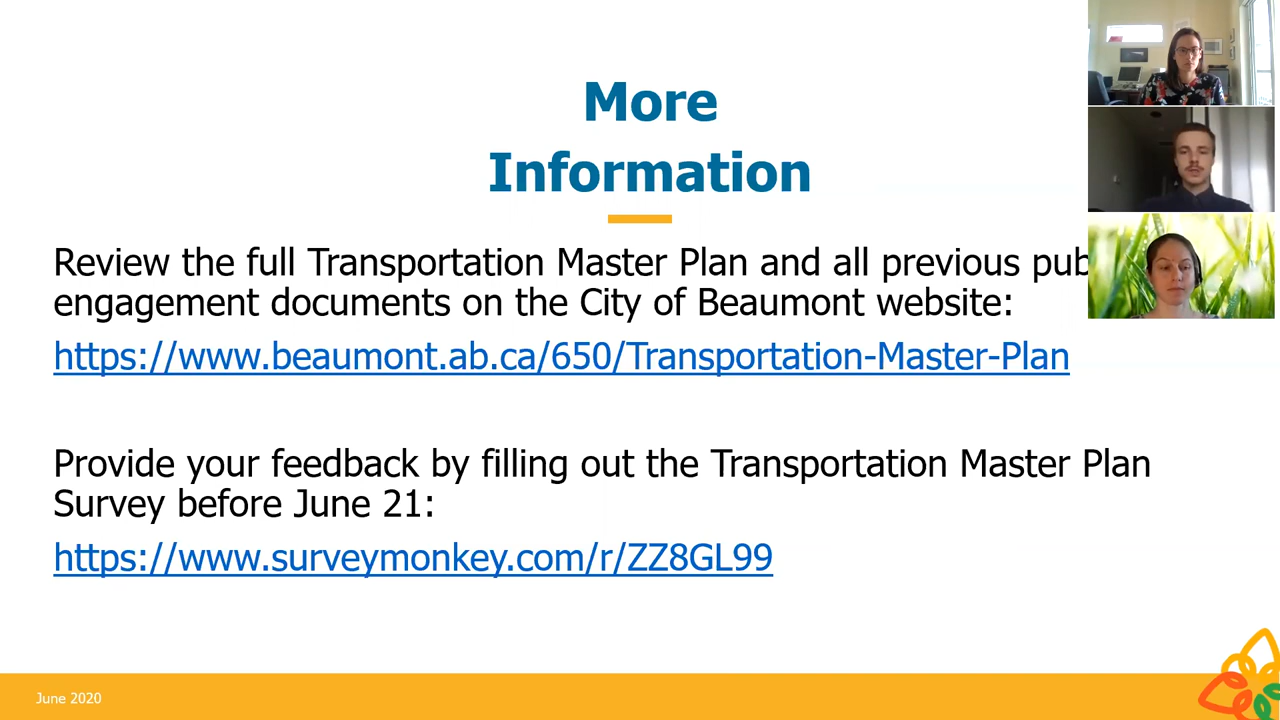 More
Information
Review the full Transportation Master Plan and all previous
engagement documents on the City of Beaumont website:
https://www.beaumont.ab.ca/650/Transportation-Master-Plan
Provide your feedback by filling out the Transportation Master Plan
Survey before June 21:
https://www.surveymonkey.com/r/ZZ8GL99
June 2020